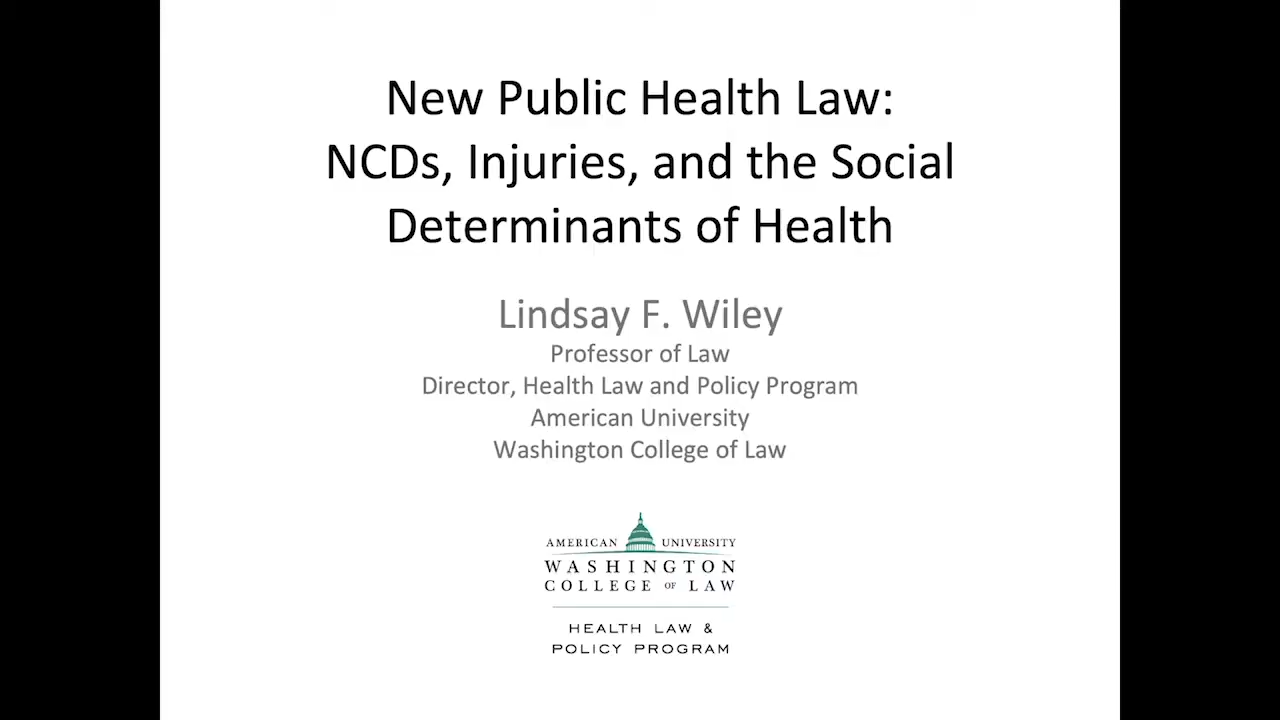 New Public Health Law:
NCDs, Injuries, and the Social
Determinants of Health
Lindsay F. Wiley
Professor of Law
Director, Health Law and Policy Program
American University
Washington College of Law
AMERICAN UNIVERSITY
WASHINGTON
COLLEGE OF LAW
HEALTH LAW &
POLICY PROGRAM